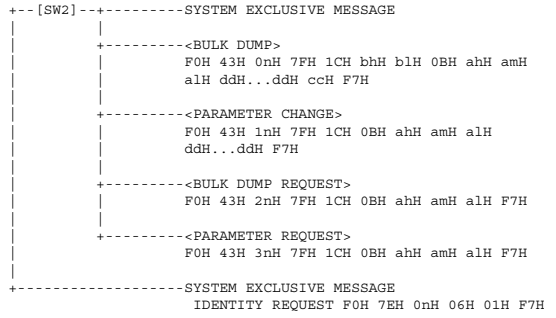 +--[SW2]--+---------SYSTEM EXCLUSIVE MESSAGE
|         |
|         +---------<BULK DUMP>
|         |         F0H 43H 0nH 7FH 1CH bhH blH 0BH ahH amH
|         |         alH ddH...ddH ccH F7H
|         |
|         +---------<PARAMETER CHANGE>
|         |         F0H 43H 1nH 7FH 1CH 0BH ahH amH alH
|         |         ddH...ddH F7H
|         |
|         +---------<BULK DUMP REQUEST>
|         |         F0H 43H 2nH 7FH 1CH 0BH ahH amH alH F7H
|         |
|         +---------<PARAMETER REQUEST>
|                   F0H 43H 3nH 7FH 1CH 0BH ahH amH alH F7H
|
+-------------------SYSTEM EXCLUSIVE MESSAGE
                     IDENTITY REQUEST F0H 7EH 0nH 06H 01H F7H